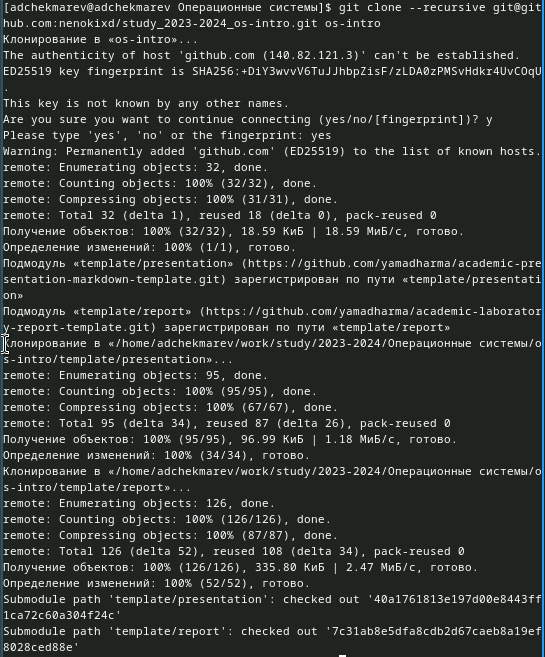 [adchekmarev@adchekmarev Операционные системы]$ git clone --recursive git@git
hub.com:nenokixd/study_2023-2024_os-intro.git os-intro
Клонирование в «os-intro»...
The authenticity of host 'github.com (140.82.121.3)' can't be established.
ED25519 key fingerprint is SHA256:+DiY3wvvV6TuJJhbpZisF/zLDA0zPMSvHdkr4UvCOqU
.
This key is not known by any other names.
Are you sure you want to continue connecting (yes/no/[fingerprint])? y
Please type 'yes', 'no' or the fingerprint: yes
Warning: Permanently added 'github.com' (ED25519) to the list of known hosts.
remote: Enumerating objects: 32, done.
remote: Counting objects: 100% (32/32), done.
remote: Compressing objects: 100% (31/31), done.
remote: Total 32 (delta 1), reused 18 (delta 0), pack-reused 0
Получение объектов: 100% (32/32), 18.59 КиБ | 18.59 МиБ/с, готово.
Определение изменений: 100% (1/1), готово.
Подмодуль «template/presentation» (https://github.com/yamadharma/academic-pre
sentation-markdown-template.git) зарегистрирован по пути «template/presentati
on»
Подмодуль «template/report» (https://github.com/yamadharma/academic-laborator
y-report-template.git) зарегистрирован по пути «template/report»
Клонирование в «/home/adchekmarev/work/study/2023-2024/Операционные системы/o
s-intro/template/presentation»...
remote: Enumerating objects: 95, done.
remote: Counting objects: 100% (95/95), done.
remote: Compressing objects: 100% (67/67), done.
remote: Total 95 (delta 34), reused 87 (delta 26), pack-reused 0
Получение объектов: 100% (95/95), 96.99 КиБ | 1.18 МиБ/с, готово.
Определение изменений: 100% (34/34), готово.
Клонирование в «/home/adchekmarev/work/study/2023-2024/Операционные системы/o
s-intro/template/report»...
remote: Enumerating objects: 126, done.
remote: Counting objects: 100% (126/126), done.
remote: Compressing objects: 100% (87/87), done.
remote: Total 126 (delta 52), reused 108 (delta 34), pack-reused 0
Получение объектов: 100% (126/126), 335.80 КиБ | 2.47 МиБ/с, готово.
Определение изменений: 100% (52/52), готово.
Submodule path 'template/presentation': checked out '40a1761813e197d00e8443ff
1ca72c60a304f24c'
Submodule path 'template/report': checked out '7c31ab8e5dfa8cdb2d67caeb8a19ef
8028ced88e'